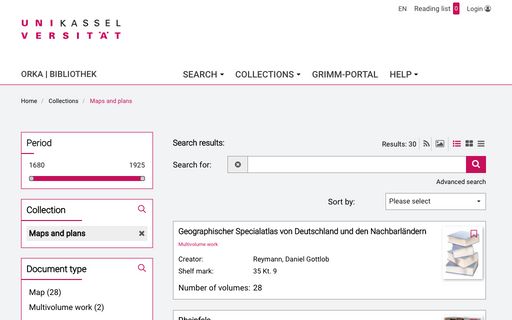 EN Reading list 0 Login
UNIKASSEL
VERSITÄT
ORKA | BIBLIOTHEK
SEARCH COLLECTIONS GRIMM-PORTAL HELP
Home / Collections / Maps and plans
Period
1680 1925
Collection
Maps and plans
Document type
Map (28)
Multivolume work (2)
Search results:
Results: 30
Search for:
Advanced search
Sort by: Please select
Geographischer Specialatlas von Deutschland und den Nachbarländern
Multivolume work
Creator: Reymann, Daniel Gottlob
Shelf mark: 35 Kt. 9
Number of volumes: 28
Rheinfels